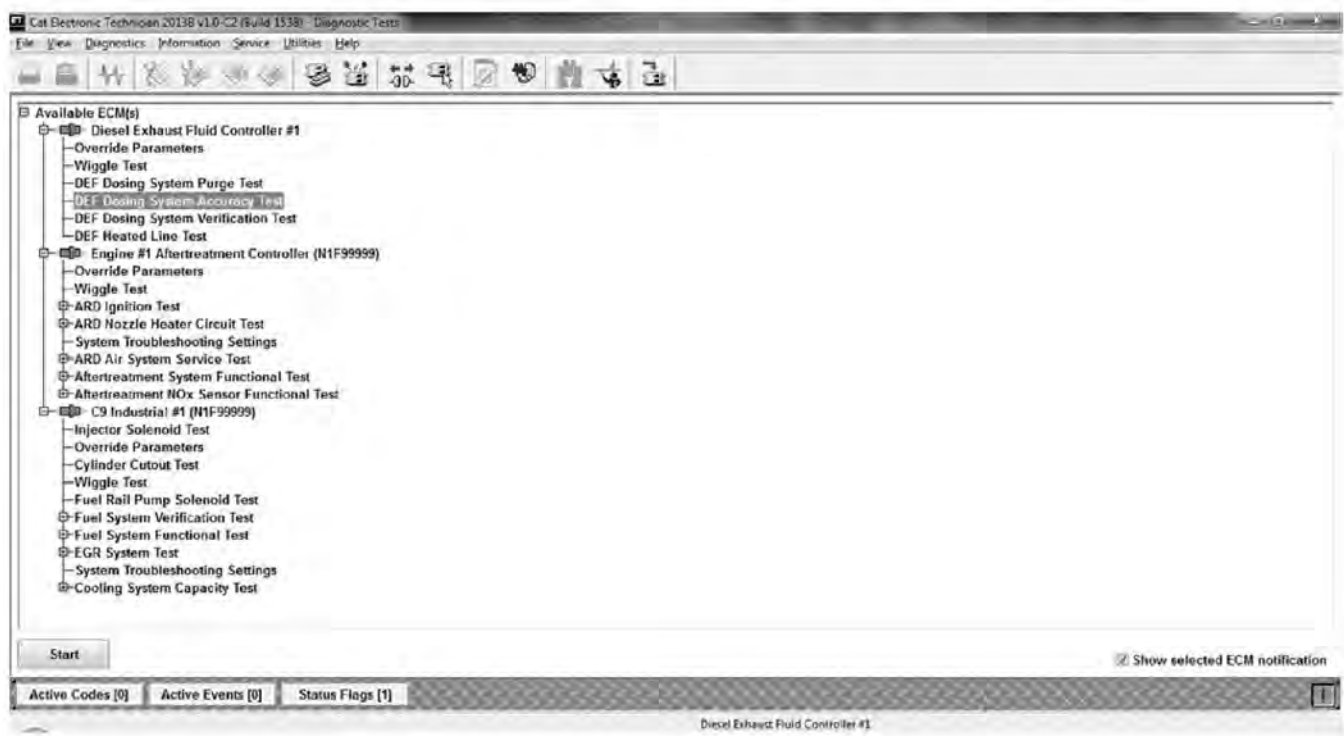 Cat Electronic Technician 2013B v1.0-C2 (Build 1538) - Diagnostic Tests
File View Diagnostics Information Service Utilities Help
Available ECM(s)
Diesel Exhaust Fluid Controller #1
Override Parameters
Wiggle Test
DEF Dosing System Purge Test
DEF Dosing System Accuracy Test
DEF Dosing System Verification Test
DEF Heated Line Test
Engine #1 Aftertreatment Controller (N1F99999)
Override Parameters
Wiggle Test
ARD Ignition Test
ARD Nozzle Heater Circuit Test
System Troubleshooting Settings
ARD Air System Service Test
Aftertreatment System Functional Test
Aftertreatment NOx Sensor Functional Test
C9 Industrial #1 (N1F99999)
Injector Solenoid Test
Override Parameters
Cylinder Cutout Test
Wiggle Test
Fuel Rail Pump Solenoid Test
Fuel System Verification Test
Fuel System Functional Test
EGR System Test
System Troubleshooting Settings
Cooling System Capacity Test
Start
Show selected ECM notification
Active Codes [0] Active Events [0] Status Flags [1]
Diesel Exhaust Fluid Controller #1